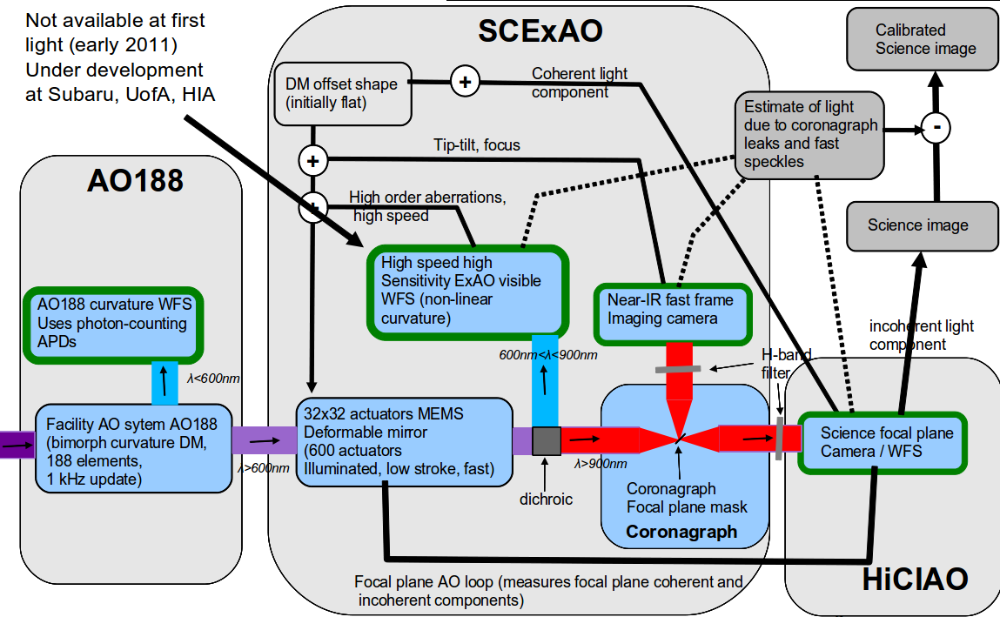 Not available at first
light (early 2011)
Under development
at Subaru, UofA, HIA
SCExAO
Calibrated
Science image
DM offset shape
(initially flat)
+
Coherent light
component
Estimate of light
due to coronagraph
leaks and fast
speckles
-
+
Tip-tilt, focus
AO188
+
High order aberrations,
high speed
Science image
High speed high
Sensitivity ExAO visible
WFS (non-linear
curvature)
AO188 curvature WFS
Uses photon-counting
APDs
Near-IR fast frame
Imaging camera
incoherent light
component
600nm<λ<900nm
H-band
filter
λ<600nm
Facility AO sytem AO188
(bimorph curvature DM,
188 elements,
1 kHz update)
32x32 actuators MEMS
Deformable mirror
(600 actuators
Illuminated, low stroke, fast)
Science focal plane
Camera / WFS
λ>600nm
λ>900nm
dichroic
Coronagraph
Focal plane mask
Coronagraph
Focal plane AO loop (measures focal plane coherent and
incoherent components)
HiCIAO